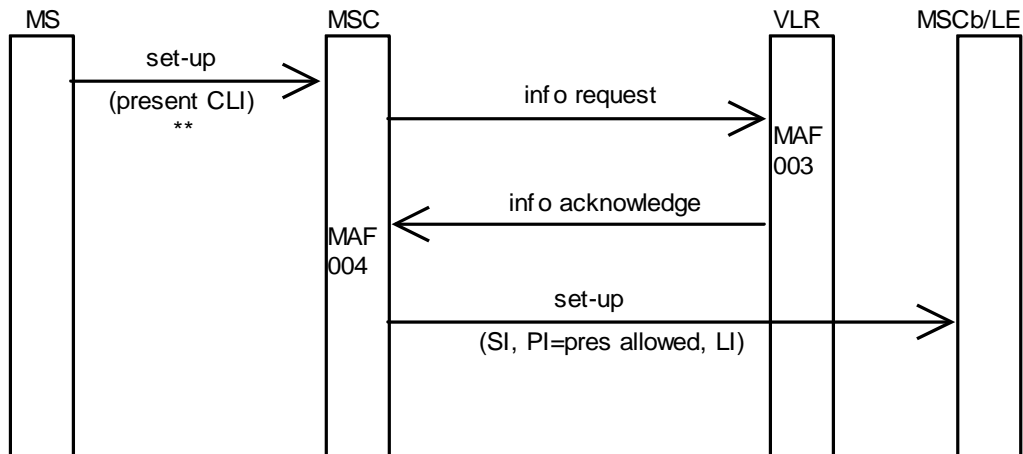 MS
MSC
VLR
MSCb/LE
set-up
(present CLI)
**
info request
MAF
003
info acknowledge
MAF
004
set-up
(SI, PI=pres allowed, LI)